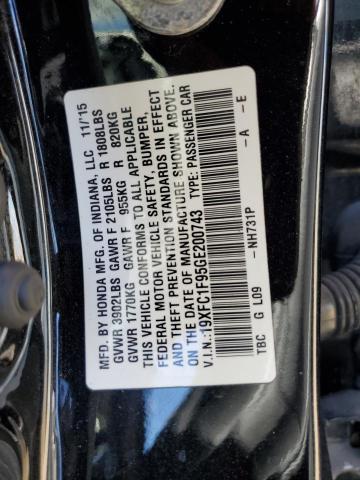 MFD. BY HONDA MFG. OF INDIANA, LLC 11/'15
GVWR 3902LBS GAWR F 2105LBS R 1808LBS
GVWR 1770KG GAWR F 955KG R 820KG
THIS VEHICLE CONFORMS TO ALL APPLICABLE
FEDERAL MOTOR VEHICLE SAFETY, BUMPER,
AND THEFT PREVENTION STANDARDS IN EFFECT
ON THE DATE OF MANUFACTURE SHOWN ABOVE.
V.I.N.:19XFC1F95GE200743 TYPE: PASSENGER CAR
-NH731P -A -E
TBC G L09